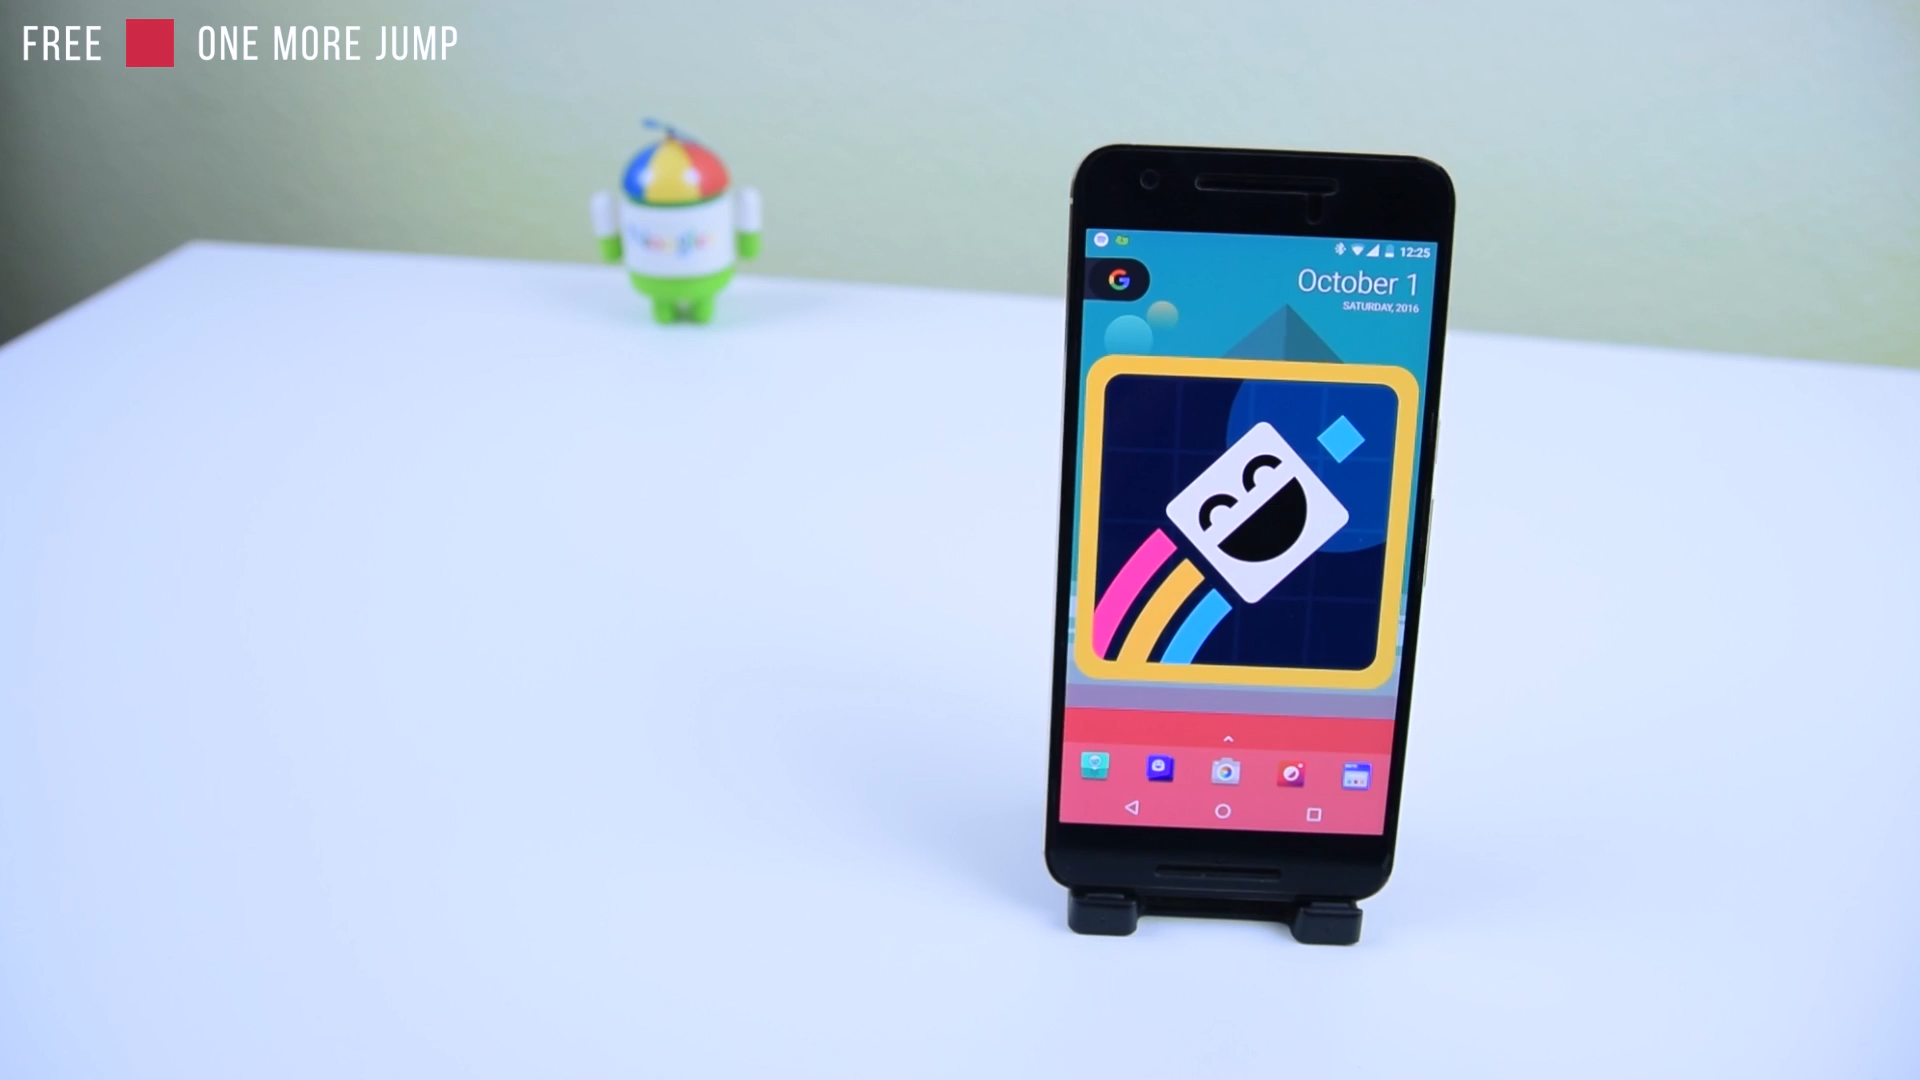 FREE ONE MORE JUMP
12:25
G
October 1
SATURDAY, 2016